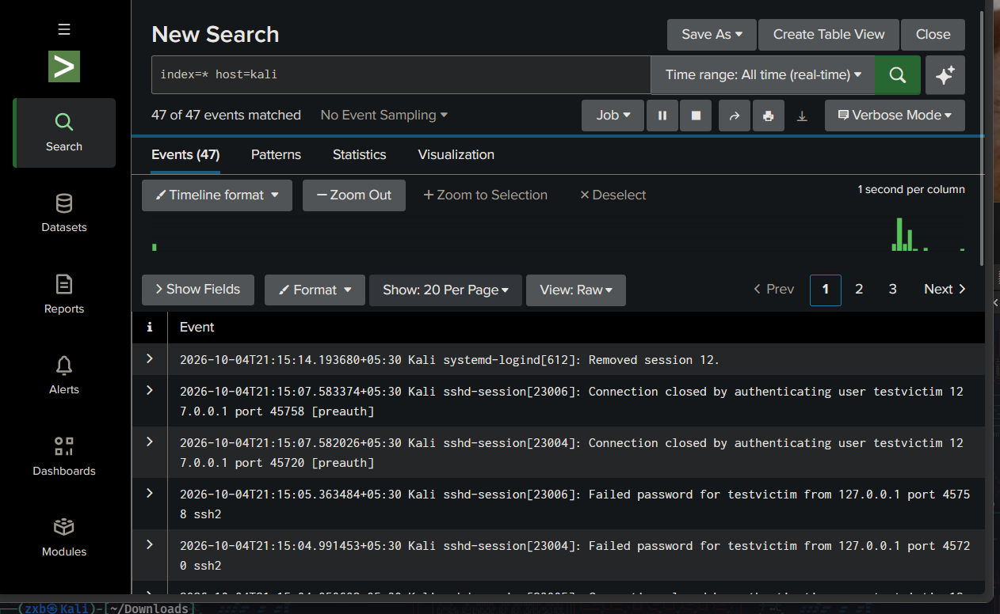 New Search
Save As
Create Table View
Close
index=* host=kali
Time range: All time (real-time)
47 of 47 events matched
No Event Sampling
Job
Verbose Mode
Search
Events (47)
Patterns
Statistics
Visualization
Timeline format
Zoom Out
+ Zoom to Selection
Deselect
1 second per column
Datasets
Show Fields
Format
Show: 20 Per Page
View: Raw
Prev
1
2
3
Next
Reports
i
Event
2026-10-04T21:15:14.193680+05:30 Kali systemd-logind[612]: Removed session 12.
Alerts
2026-10-04T21:15:07.583374+05:30 Kali sshd-session[23006]: Connection closed by authenticating user testvictim 12
7.0.0.1 port 45758 [preauth]
2026-10-04T21:15:07.582026+05:30 Kali sshd-session[23004]: Connection closed by authenticating user testvictim 12
7.0.0.1 port 45720 [preauth]
Dashboards
2026-10-04T21:15:05.363484+05:30 Kali sshd-session[23006]: Failed password for testvictim from 127.0.0.1 port 4575
8 ssh2
2026-10-04T21:15:04.991453+05:30 Kali sshd-session[23004]: Failed password for testvictim from 127.0.0.1 port 4572
0 ssh2
Modules
(zxb㉿Kali)-[~/Downloads]